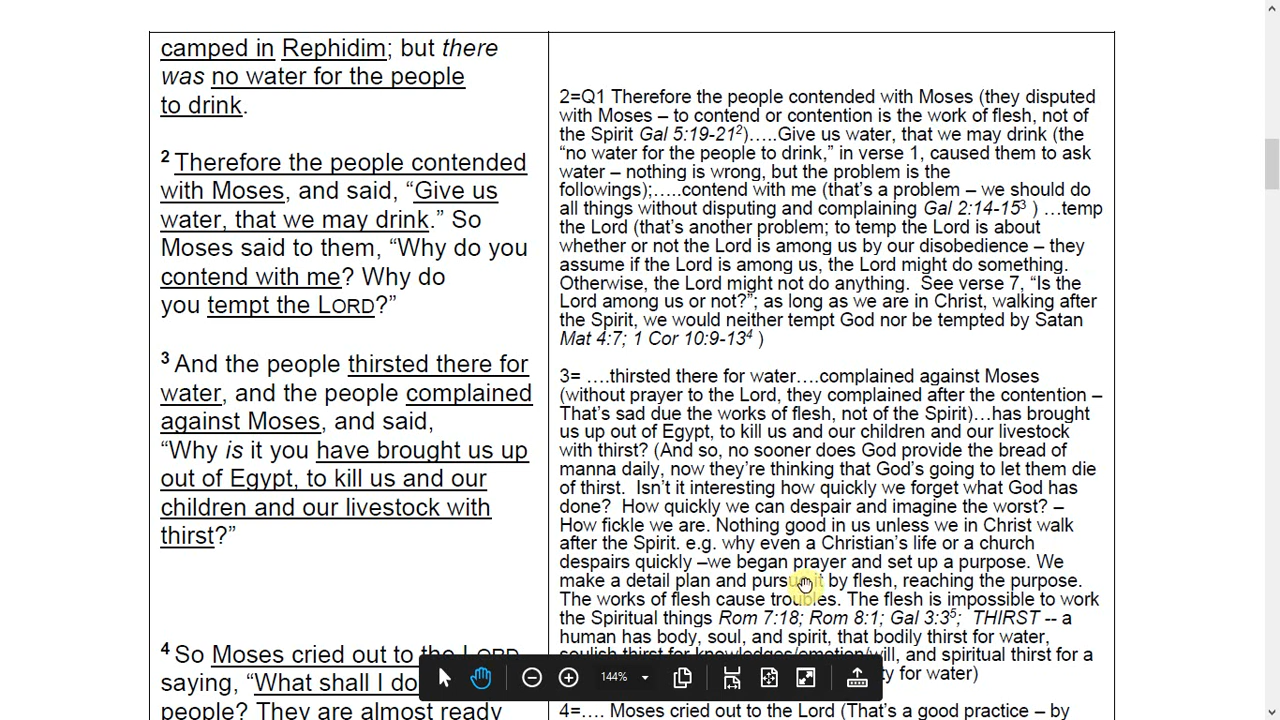 camped in Rephidim; but there
was no water for the people
to drink.
2 Therefore the people contended
with Moses, and said, “Give us
water, that we may drink.” So
Moses said to them, “Why do you
contend with me? Why do
you tempt the LORD?”
3 And the people thirsted there for
water, and the people complained
against Moses, and said,
“Why is it you have brought us up
out of Egypt, to kill us and our
children and our livestock with
thirst?”
4 So Moses cried out to the LORD
saying, “What shall I do
people? They are almost ready
2=Q1 Therefore the people contended with Moses (they disputed
with Moses – to contend or contention is the work of flesh, not of
the Spirit Gal 5:19-212)…..Give us water, that we may drink (the
“no water for the people to drink,” in verse 1, caused them to ask
water – nothing is wrong, but the problem is the
followings);…..contend with me (that’s a problem – we should do
all things without disputing and complaining Gal 2:14-153 ) …temp
the Lord (that’s another problem; to temp the Lord is about
whether or not the Lord is among us by our disobedience – they
assume if the Lord is among us, the Lord might do something.
Otherwise, the Lord might not do anything.  See verse 7, “Is the
Lord among us or not?”; as long as we are in Christ, walking after
the Spirit, we would neither tempt God nor be tempted by Satan
Mat 4:7; 1 Cor 10:9-134 )
3= ….thirsted there for water….complained against Moses
(without prayer to the Lord, they complained after the contention –
That’s sad due the works of flesh, not of the Spirit)…has brought
us up out of Egypt, to kill us and our children and our livestock
with thirst? (And so, no sooner does God provide the bread of
manna daily, now they’re thinking that God’s going to let them die
of thirst.  Isn’t it interesting how quickly we forget what God has
done?  How quickly we can despair and imagine the worst? –
How fickle we are. Nothing good in us unless we in Christ walk
after the Spirit. e.g. why even a Christian’s life or a church
despairs quickly –we began prayer and set up a purpose. We
make a detail plan and pursu it by flesh, reaching the purpose.
The works of flesh cause troubles. The flesh is impossible to work
the Spiritual things Rom 7:18; Rom 8:1; Gal 3:35;  THIRST -- a
human has body, soul, and spirit, that bodily thirst for water,
soulish thirst for knowledges/emotion/will, and spiritual thirst for a
ty for water)
4=…. Moses cried out to the Lord (That’s a good practice – by
144%